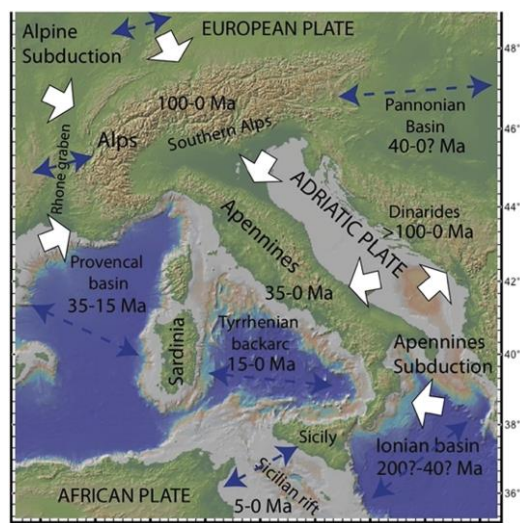 Alpine
Subduction
EUROPEAN PLATE
48°
100-0 Ma
Pannonian
Basin
40-0? Ma
Southern Alps
Alps
46°
Rhone graben
ADRIATIC PLATE
Dinarides
>100-0 Ma
44°
Apennines
35-0 Ma
Provencal
basin
35-15 Ma
42°
Sardinia
Tyrrhenian
backarc
15-0 Ma
Apennines
Subduction
40°
38°
Sicily
Ionian basin
200?-40? Ma
Sicilian rift
5-0 Ma
AFRICAN PLATE
36°